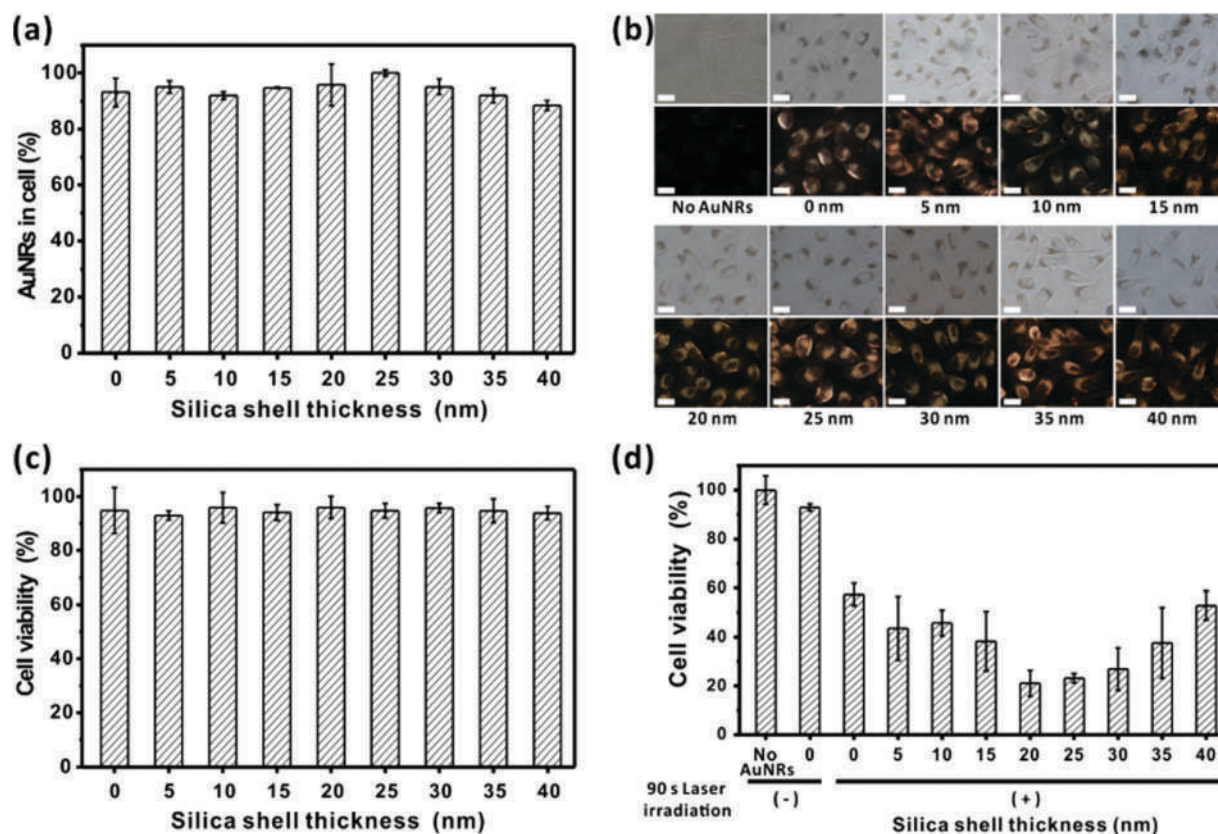 (a)
AuNRs in cell (%)
100
80
60
40
20
0
0 5 10 15 20 25 30 35 40
Silica shell thickness (nm)
(b)
No AuNRs 0 nm 5 nm 10 nm 15 nm
20 nm 25 nm 30 nm 35 nm 40 nm
(c)
Cell viability (%)
100
80
60
40
20
0
0 5 10 15 20 25 30 35 40
Silica shell thickness (nm)
(d)
Cell viability (%)
100
80
60
40
20
0
No 0 0 5 10 15 20 25 30 35 40
AuNRs
90 s Laser
irradiation
(-) (+)
Silica shell thickness (nm)